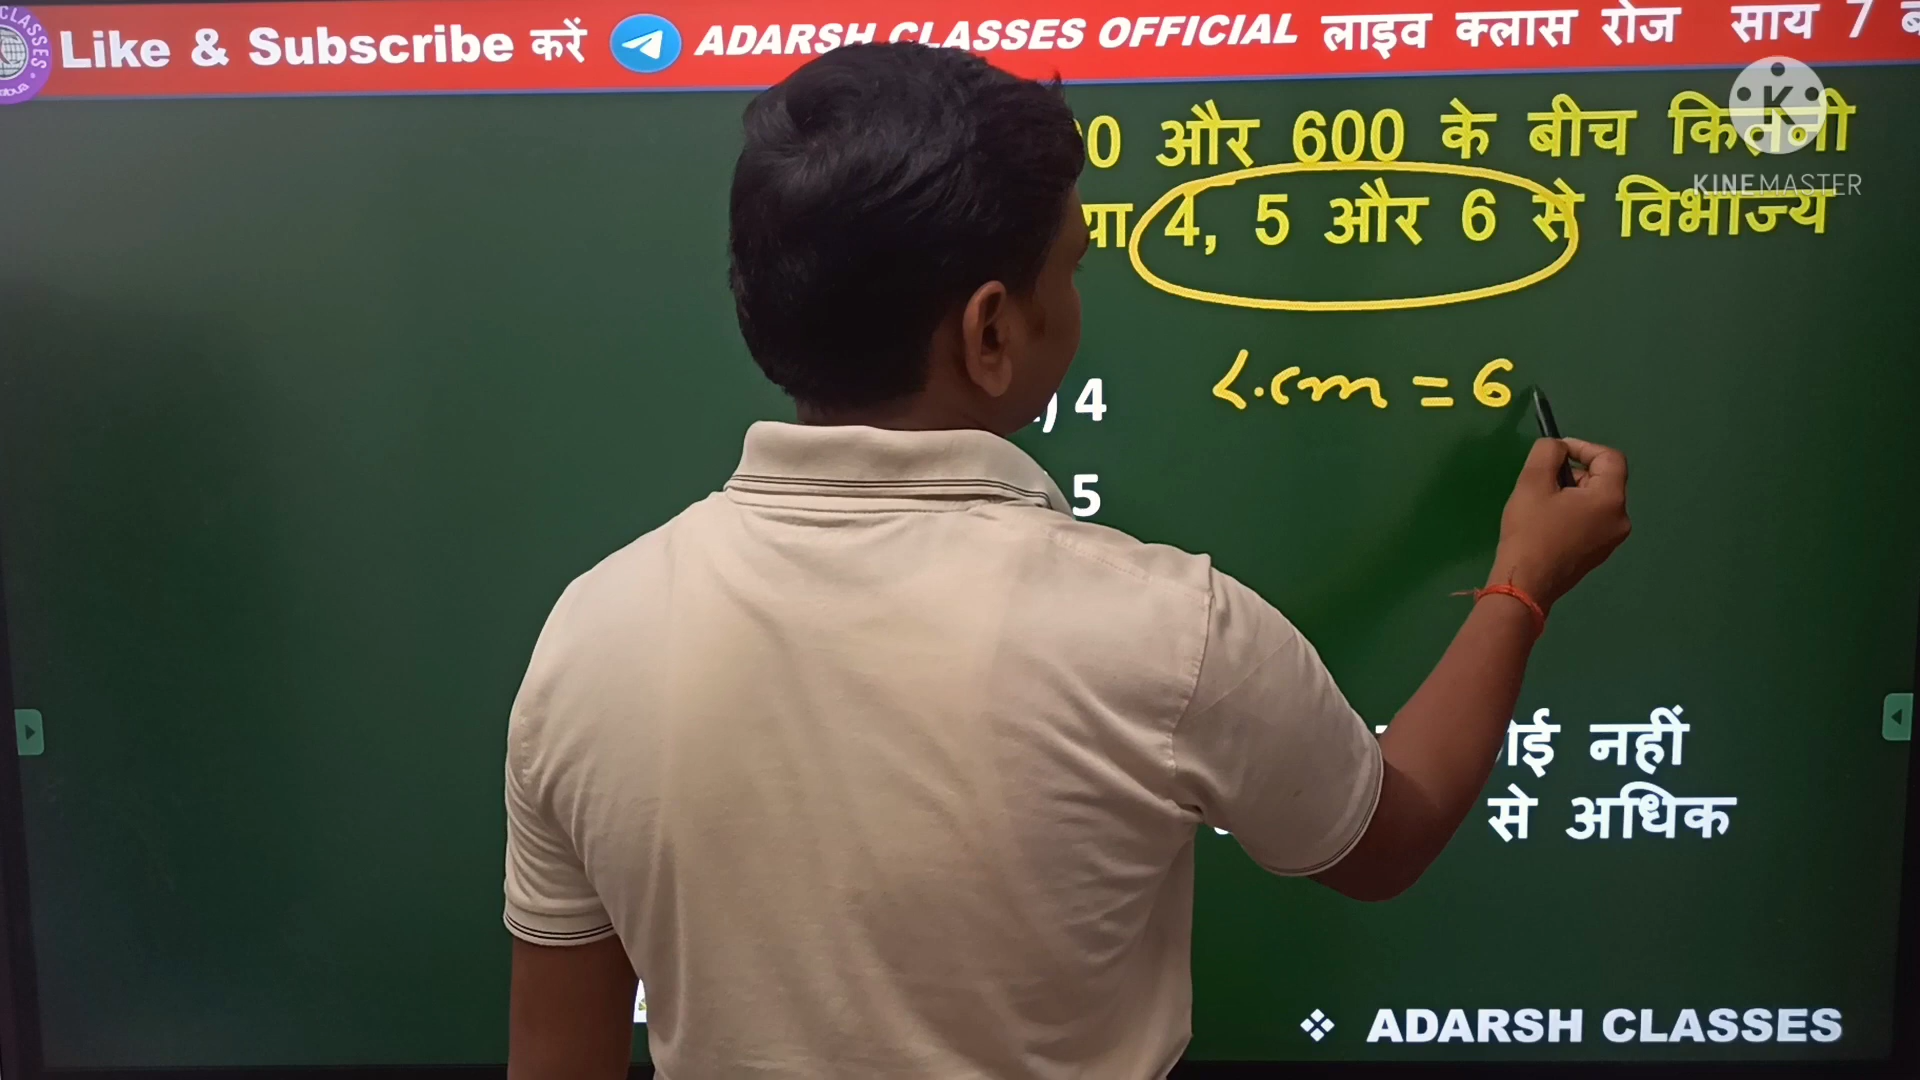 Like & Subscribe करें ADARSH CLASSES OFFICIAL लाइव क्लास रोज साय 7
और 600 के बीच कितनी
4, 5 और 6 से विभाज्य
L.cm = 6
4
5
नहीं
से अधिक
❖ ADARSH CLASSES
K
KINEMASTER